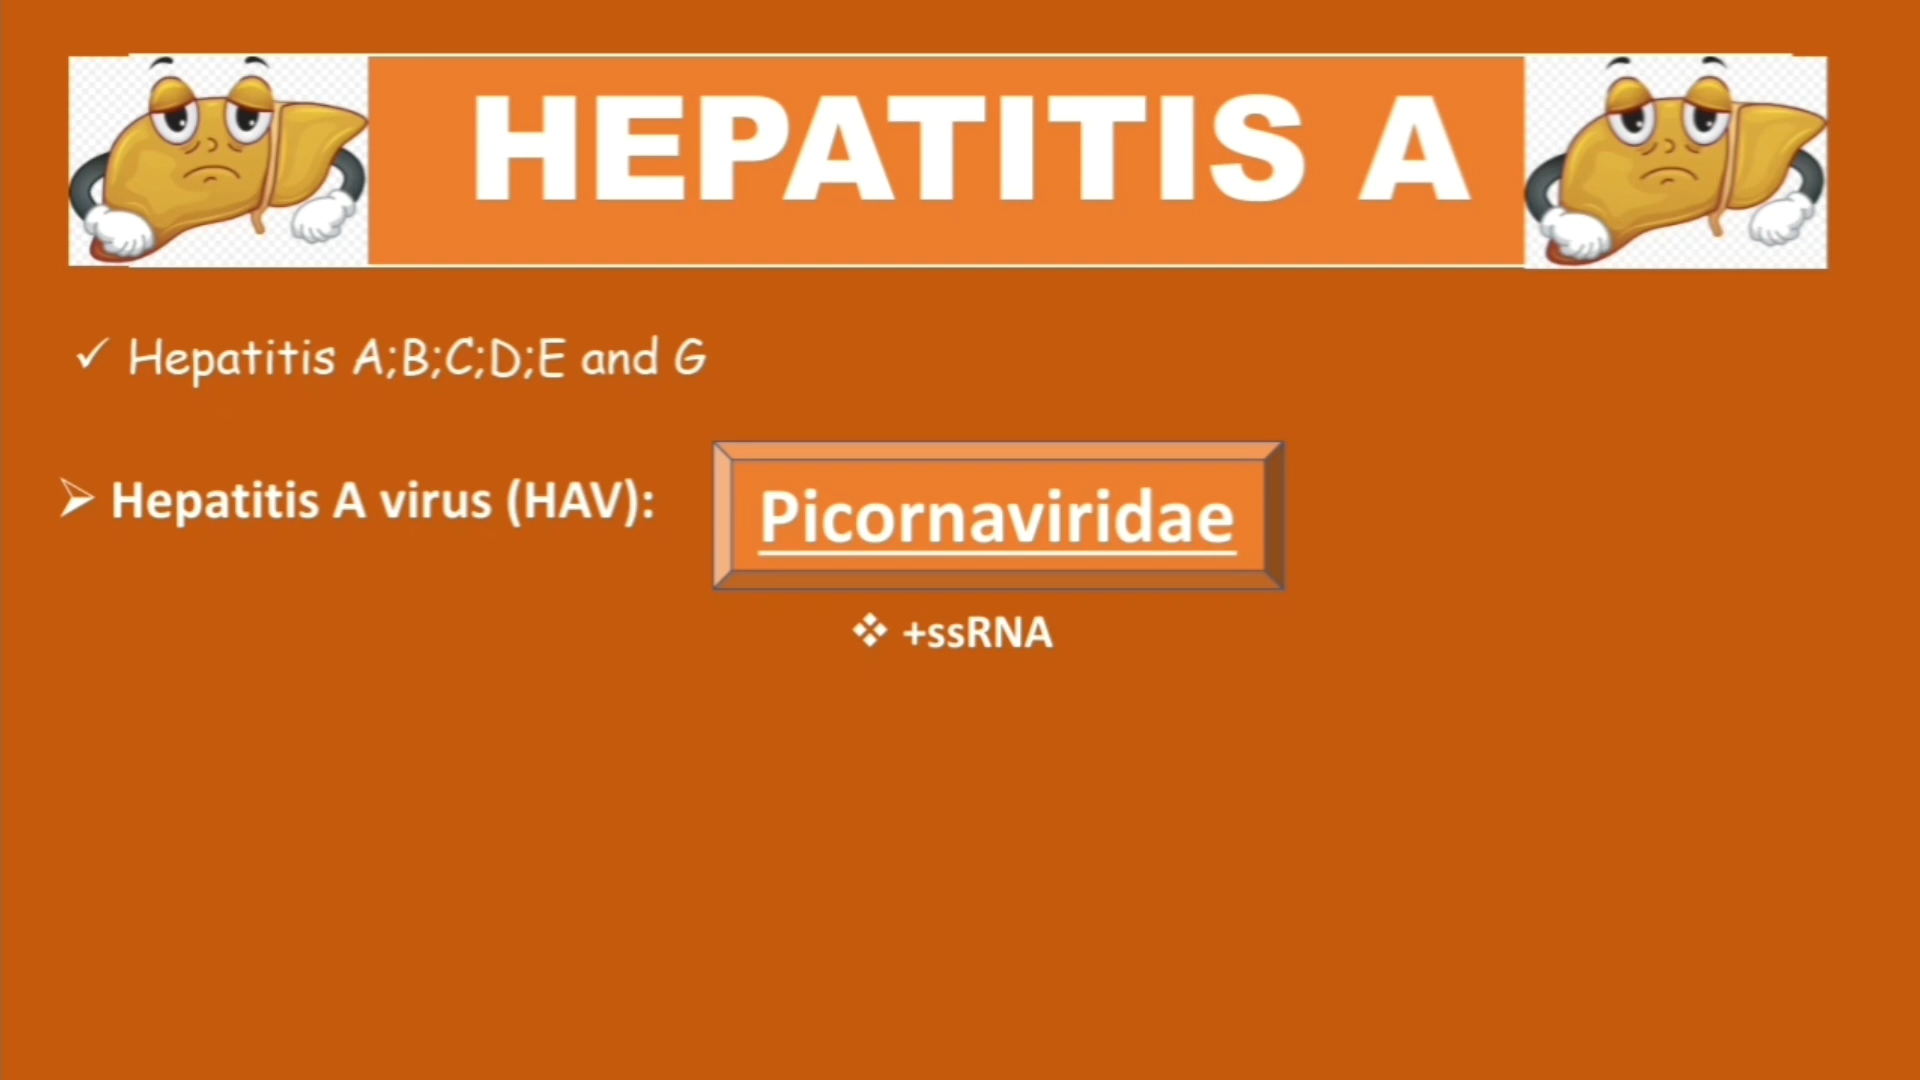 HEPATITIS A
✓ Hepatitis A;B;C;D;E and G
➢ Hepatitis A virus (HAV):
Picornaviridae
❖ +ssRNA